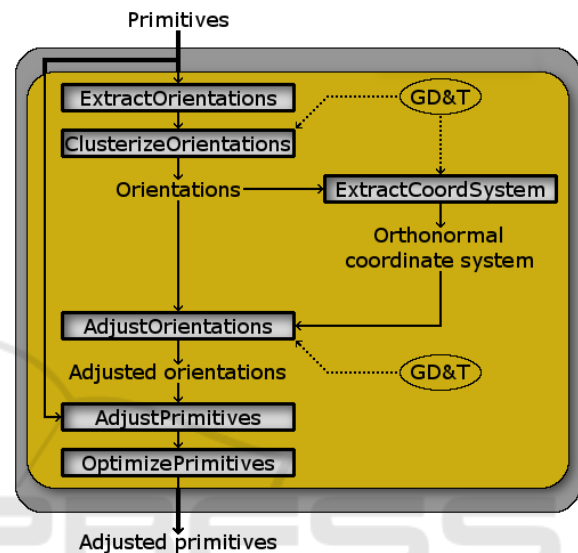 Primitives
ExtractOrientations
GD&T
ClusterizeOrientations
Orientations
ExtractCoordSystem
Orthonormal
coordinate system
AdjustOrientations
Adjusted orientations
GD&T
AdjustPrimitives
OptimizePrimitives
Adjusted primitives